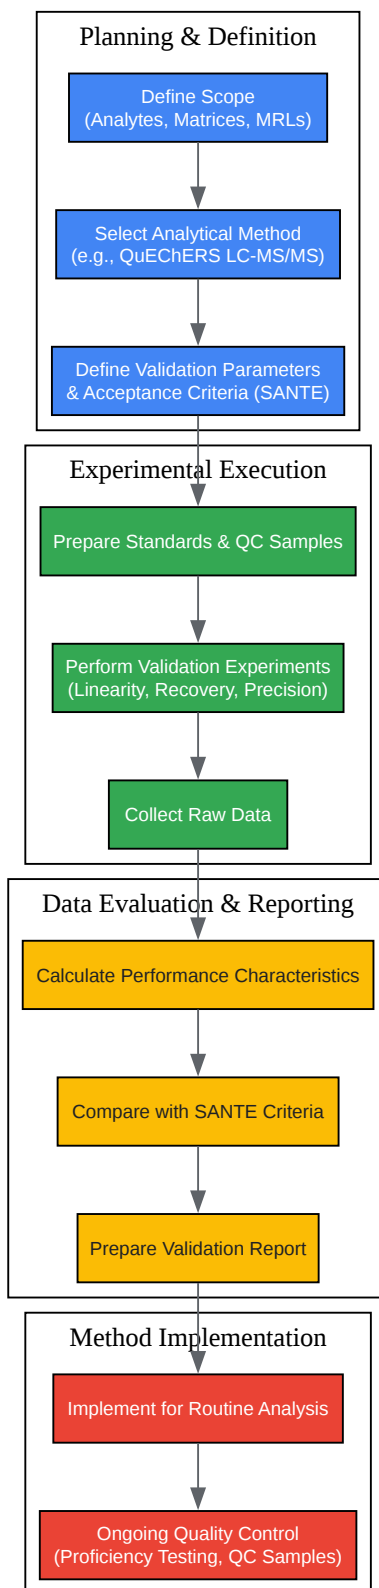 Planning & Definition
Define Scope
(Analytes, Matrices, MRLs)
Select Analytical Method
(e.g., QuEChERS LC-MS/MS)
Define Validation Parameters
& Acceptance Criteria (SANTE)
Experimental Execution
Prepare Standards & QC Samples
Perform Validation Experiments
(Linearity, Recovery, Precision)
Collect Raw Data
Data Evaluation & Reporting
Calculate Performance Characteristics
Compare with SANTE Criteria
Prepare Validation Report
Method Implementation
Implement for Routine Analysis
Ongoing Quality Control
(Proficiency Testing, QC Samples)